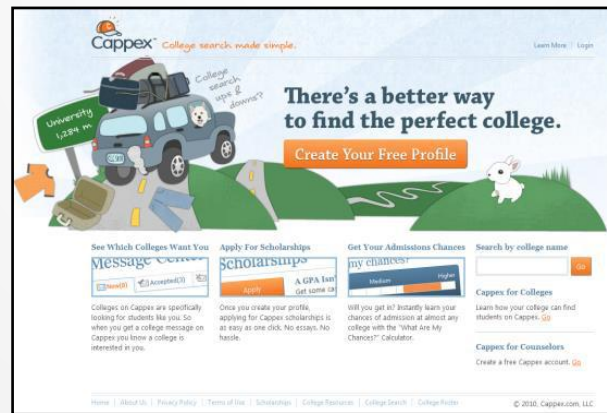 Cappex College search made simple.
Learn More | Login
College
search
ups &
downs?
University
1,284 m
There's a better way
to find the perfect college.
Create Your Free Profile
See Which Colleges Want You
Message Center
New(8) Accepted(3)
Colleges on Cappex are specifically
looking for students like you. So
when you get a college message on
Cappex you know a college is
interested in you.
Apply For Scholarships
Scholarships
Apply
A GPA Isn'
Get some ca
Once you create your profile,
applying for Cappex scholarships is
as easy as one click. No essays. No
hassle.
Get Your Admissions Chances
my chances?
Medium Higher
Will you get in? Instantly learn your
chances of admission at almost any
college with the "What Are My
Chances?" Calculator.
Search by college name
Go
Cappex for Colleges
Learn how your college can find
students on Cappex. Go
Cappex for Counselors
Create a free Cappex account. Go
Home | About Us | Privacy Policy | Terms of Use | Scholarships | College Resources | College Search | College Roster
© 2010, Cappex.com, LLC